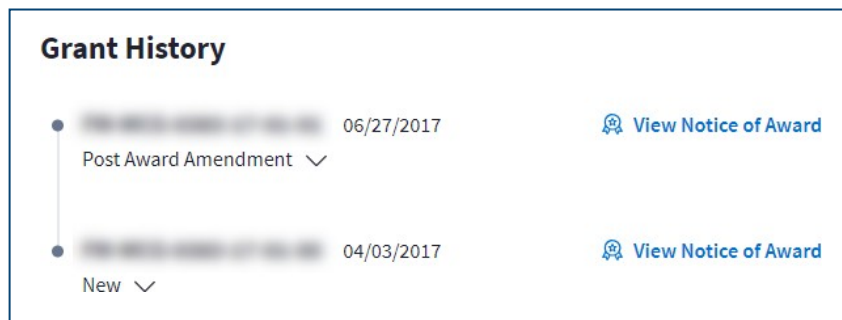 Grant History
06/27/2017 View Notice of Award
Post Award Amendment
04/03/2017 View Notice of Award
New